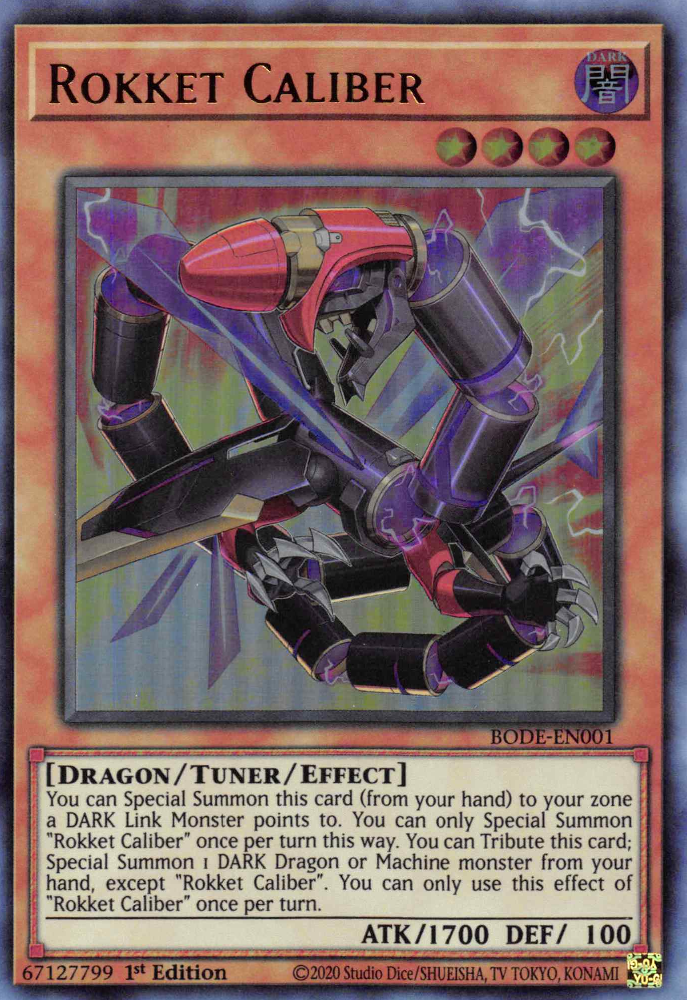 ROKKET CALIBER
DARK
闇
BODE-EN001
[DRAGON/TUNER/EFFECT]
You can Special Summon this card (from your hand) to your zone
a DARK Link Monster points to. You can only Special Summon
"Rokket Caliber" once per turn this way. You can Tribute this card;
Special Summon 1 DARK Dragon or Machine monster from your
hand, except "Rokket Caliber". You can only use this effect of
"Rokket Caliber" once per turn.
ATK/1700 DEF/ 100
67127799 1st Edition ©2020 Studio Dice/SHUEISHA, TV TOKYO, KONAMI